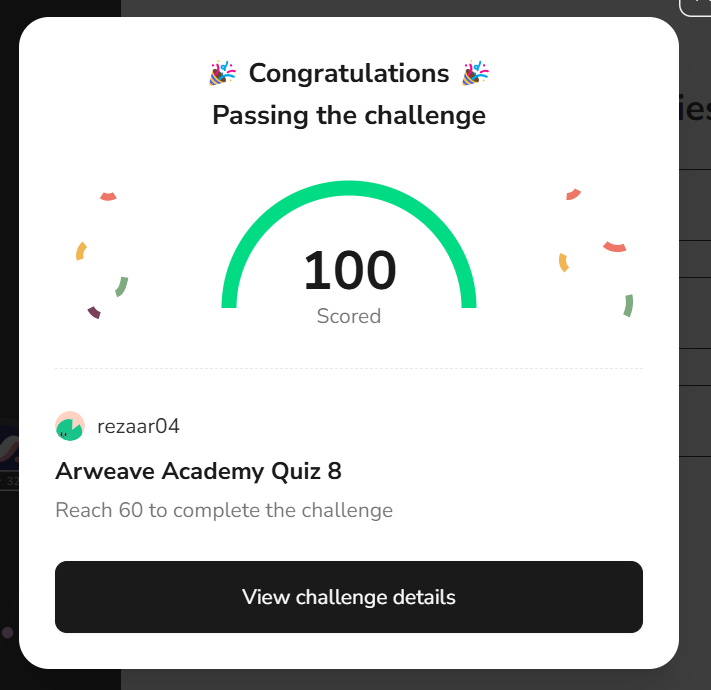 Congratulations
Passing the challenge
100
Scored
rezaar04
Arweave Academy Quiz 8
Reach 60 to complete the challenge
View challenge details